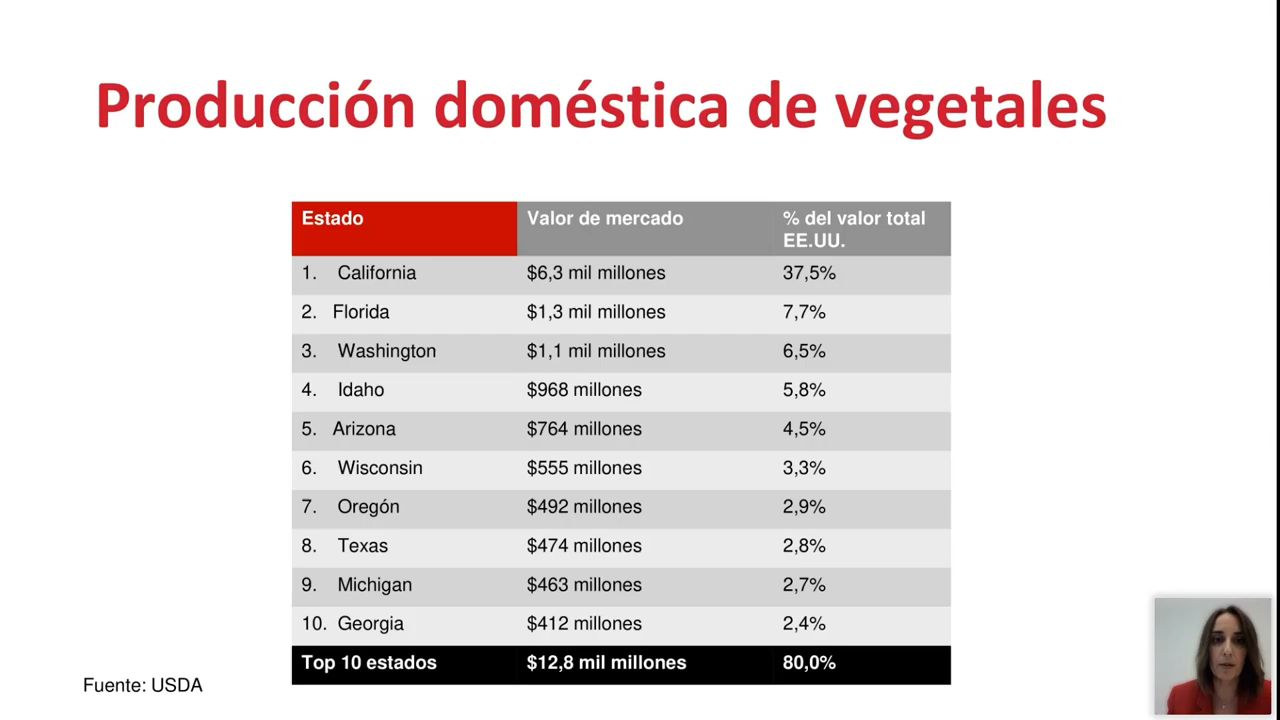 Producción doméstica de vegetales
Estado Valor de mercado % del valor total EE.UU.
1. California $6,3 mil millones 37,5%
2. Florida $1,3 mil millones 7,7%
3. Washington $1,1 mil millones 6,5%
4. Idaho $968 millones 5,8%
5. Arizona $764 millones 4,5%
6. Wisconsin $555 millones 3,3%
7. Oregón $492 millones 2,9%
8. Texas $474 millones 2,8%
9. Michigan $463 millones 2,7%
10. Georgia $412 millones 2,4%
Top 10 estados $12,8 mil millones 80,0%
Fuente: USDA